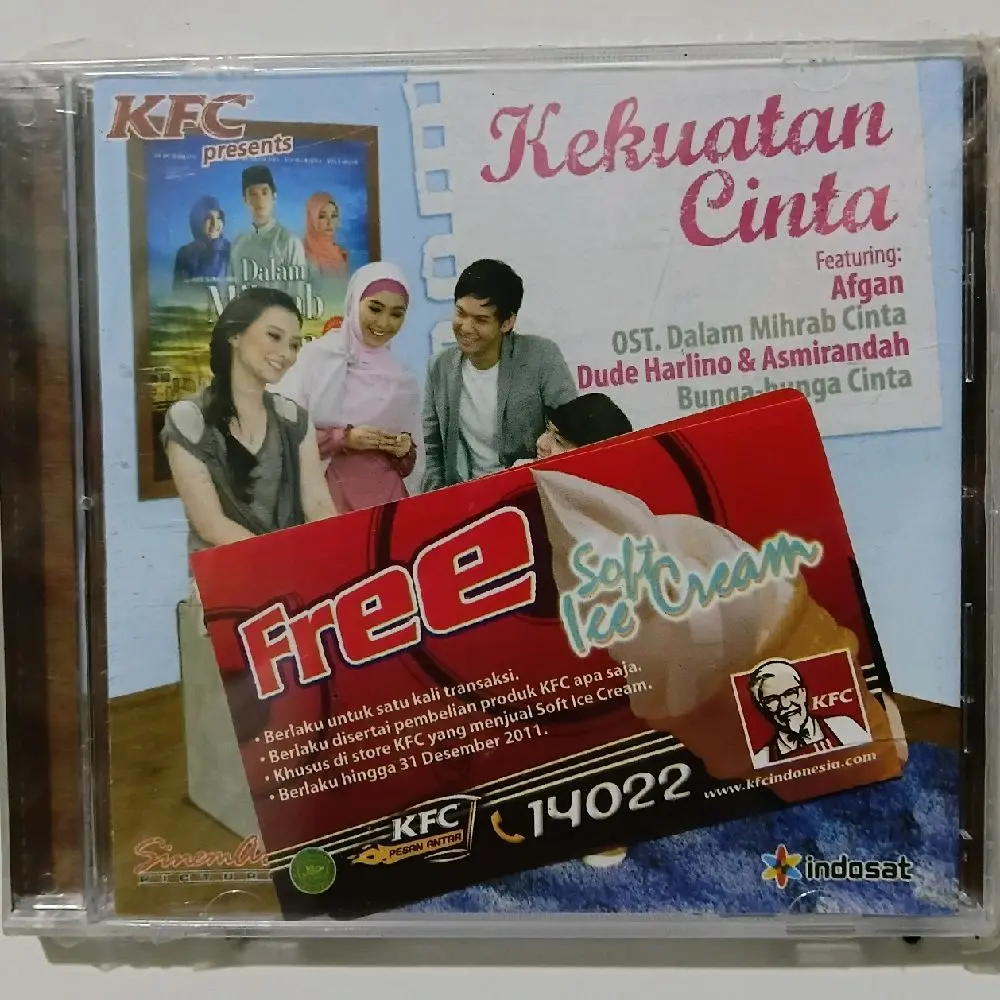 KFC
presents
Kekuatan
Cinta
Featuring:
Afgan
OST. Dalam Mihrab Cinta
Dude Harlino & Asmirandah
Bunga-bunga Cinta
Dalam
Free
Soft
Ice Cream
• Berlaku untuk satu kali transaksi.
• Berlaku disertai pembelian produk KFC apa saja.
• Khusus di store KFC yang menjual Soft Ice Cream.
• Berlaku hingga 31 Desember 2011.
KFC
KFC
PESAN ANTAR
14022
www.kfcindonesia.com
indosat